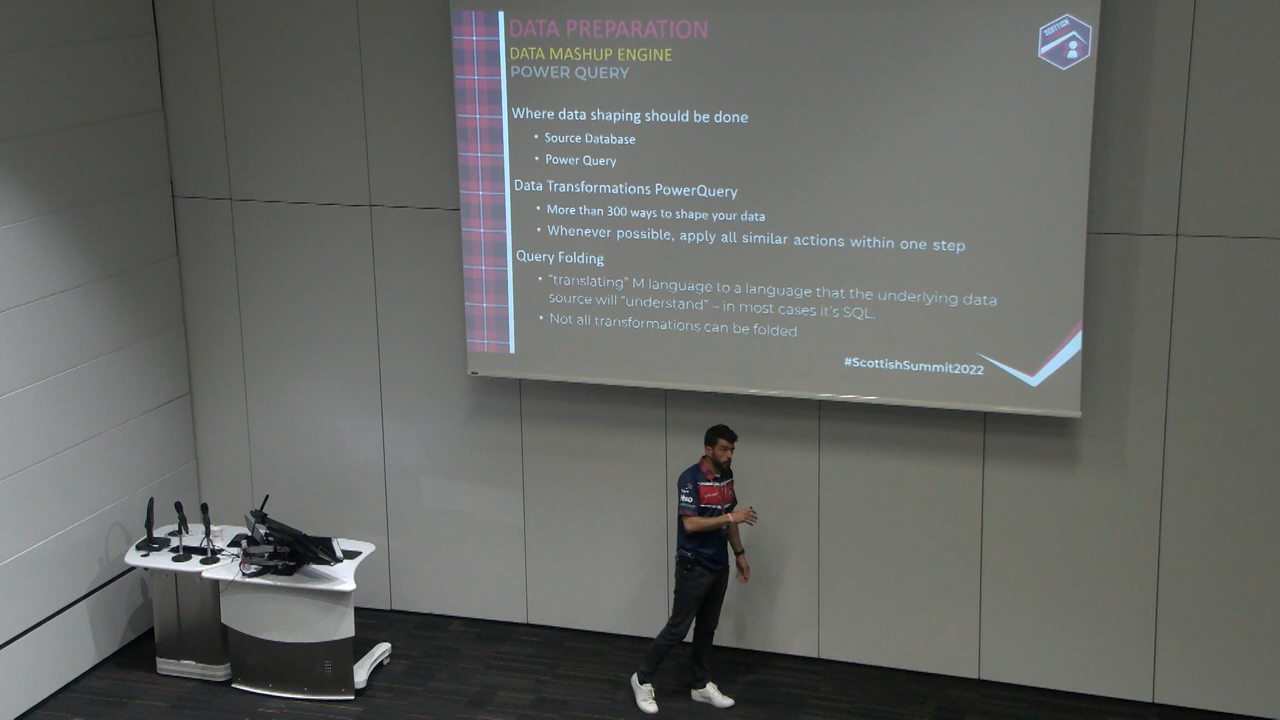 DATA PREPARATION
DATA MASHUP ENGINE
POWER QUERY
SCOTTISH
Where data shaping should be done
• Source Database
• Power Query
Data Transformations PowerQuery
• More than 300 ways to shape your data
• Whenever possible, apply all similar actions within one step
Query Folding
• "translating" M language to a language that the underlying data
source will "understand" – in most cases it's SQL.
• Not all transformations can be folded
#ScottishSummit2022